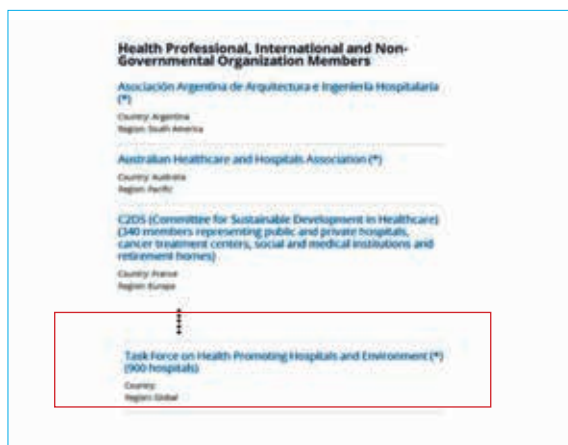 Health Professional, International and Non-
Governmental Organization Members
Asociación Argentina de Arquitectura e Ingeniería Hospitalaria
(*)
Country: Argentina
Region: South America
Australian Healthcare and Hospitals Association (*)
Country: Australia
Region: Pacific
C2DS (Committee for Sustainable Development in Healthcare)
(340 members representing public and private hospitals,
cancer treatment centers, social and medical institutions and
retirement homes)
Country: France
Region: Europe
Task Force on Health Promoting Hospitals and Environment (*)
(900 hospitals)
Country:
Region: Global